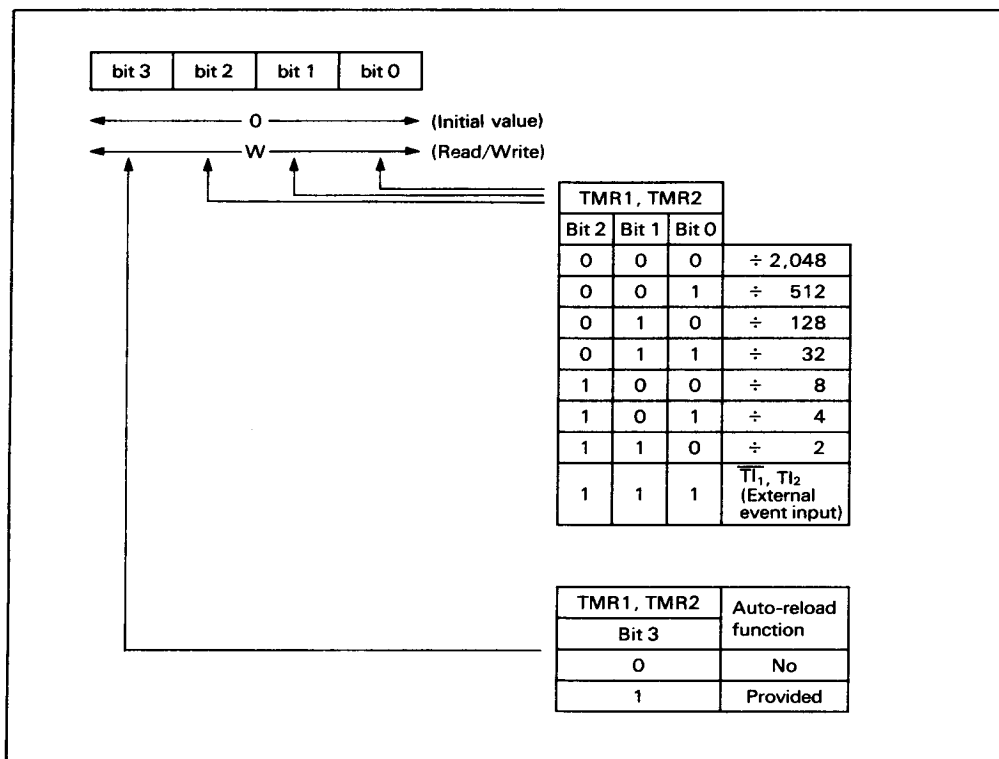 bit 3 bit 2 bit 1 bit 0
0 (Initial value)
W (Read/Write)
TMR1, TMR2
Bit 2 Bit 1 Bit 0
0 0 0 ÷ 2,048
0 0 1 ÷ 512
0 1 0 ÷ 128
0 1 1 ÷ 32
1 0 0 ÷ 8
1 0 1 ÷ 4
1 1 0 ÷ 2
1 1 1 T̅I̅₁, TI₂
(External
event input)
TMR1, TMR2 Auto-reload
function
Bit 3
0 No
1 Provided